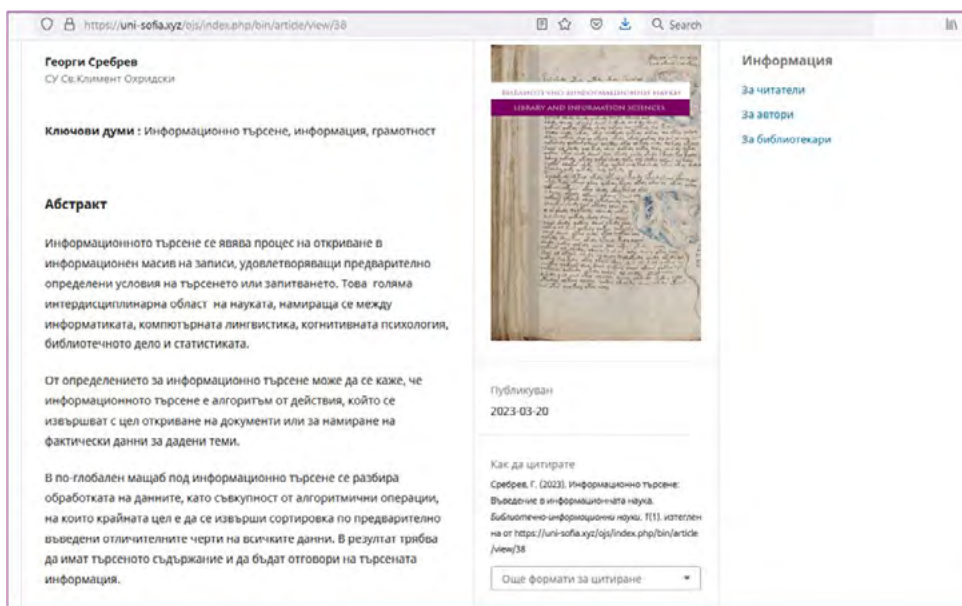 https://uni-sofia.xyz/ojs/index.php/bin/article/view/38
Search
Георги Сребрев
СУ Св.Климент Охридски
Ключови думи : Информационно търсене, информация, грамотност
Абстракт
Информационното търсене се явява процес на откриване в
информационен масив на записи, удовлетворяващи предварително
определени условия на търсенето или запитването. Това голяма
интердисциплинарна област на науката, намираща се между
информатиката, компютърната лингвистика, когнитивната психология,
библиотечното дело и статистиката.
От определението за информационно търсене може да се каже, че
информационното търсене е алгоритъм от действия, който се
извършват с цел откриване на документи или за намиране на
фактически данни за дадени теми.
В по-глобален мащаб под информационно търсене се разбира
обработката на данните, като съвкупност от алгоритмични операции,
на които крайната цел е да се извърши сортировка по предварително
въведени отличителните черти на всичките данни. В резултат трябва
да имат търсеното съдържание и да бъдат отговори на търсената
информация.
БИБЛИОТЕЧНО-ИНФОРМАЦИОННИ НАУКИ
LIBRARY AND INFORMATION SCIENCES
Публикуван
2023-03-20
Как да цитирате
Сребрев, Г. (2023). Информационно търсене:
Въведение в информационната наука.
Библиотечно-информационни науки, 1(1). изтеглен
на от https://uni-sofia.xyz/ojs/index.php/bin/article
/view/38
Още формати за цитиране
Информация
За читатели
За автори
За библиотекари